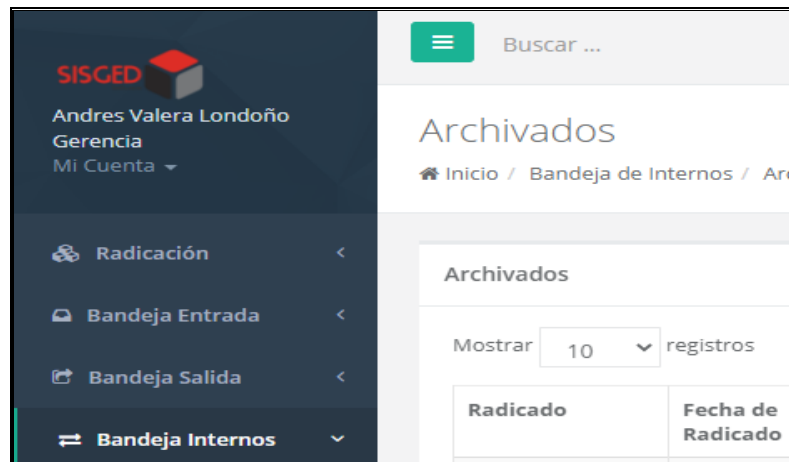 SISGED
Andres Valera Londoño
Gerencia
Mi Cuenta
Radicación
Bandeja Entrada
Bandeja Salida
Bandeja Internos
Buscar ...
Archivados
Inicio / Bandeja de Internos /
Archivados
Mostrar 10 registros
Radicado
Fecha de
Radicado